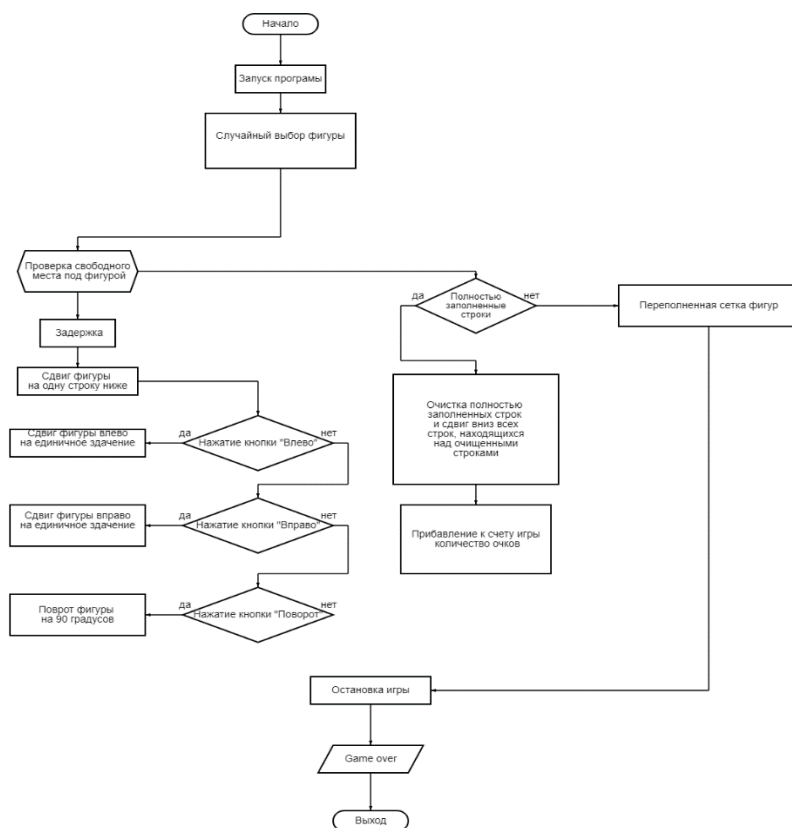 Начало
Запуск програмы
Случайный выбор фигуры
Проверка свободного
места под фигурой
да
Полностью
заполненные
строки
нет
Переполненная сетка фигур
Задержка
Сдвиг фигуры
на одну строку ниже
Очистка полностью
заполненных строк
и сдвиг вниз всех
строк, находящихся
над очищенными
строками
Сдвиг фигуры влево
на единичное здачение
да
Нажатие кнопки "Влево"
нет
Сдвиг фигуры вправо
на единичное здачение
да
Нажатие кнопки "Вправо"
нет
Прибавление к счету игры
количество очков
Поврот фигуры
на 90 градусов
да
Нажатие кнопки "Поворот"
нет
Остановка игры
Game over
Выход